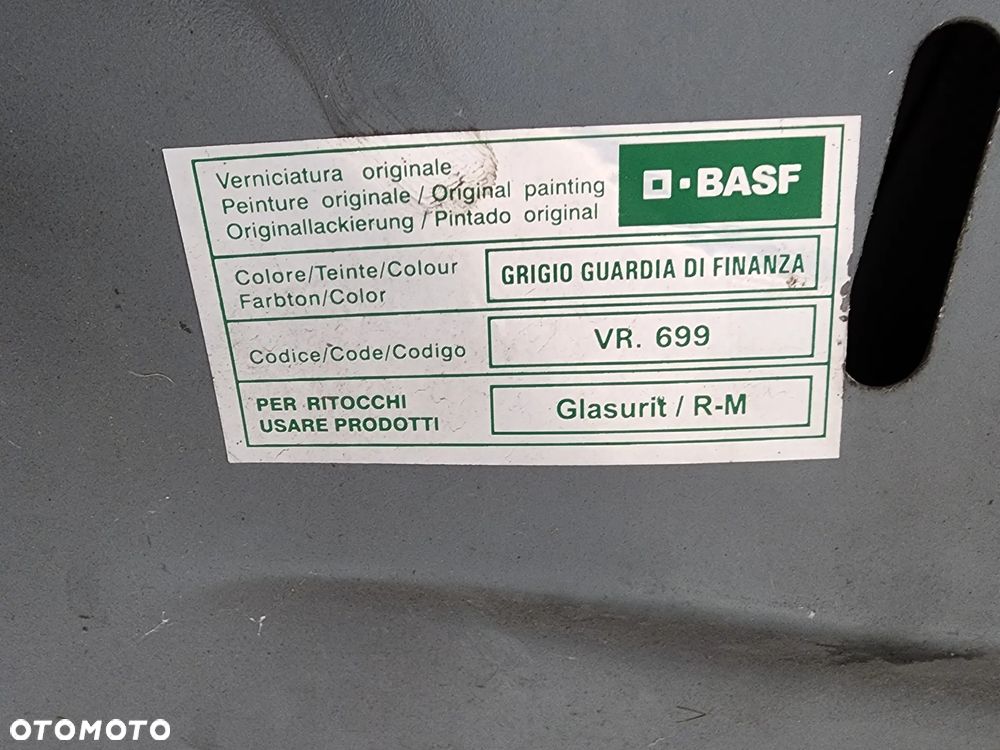 Verniciatura originale
Peinture originale / Original painting
Originallackierung / Pintado original
BASF
Colore/Teinte/Colour
Farbton/Color
GRIGIO GUARDIA DI FINANZA
Codice/Code/Codigo
VR. 699
PER RITOCCHI
USARE PRODOTTI
Glasurit / R-M
OTOMOTO